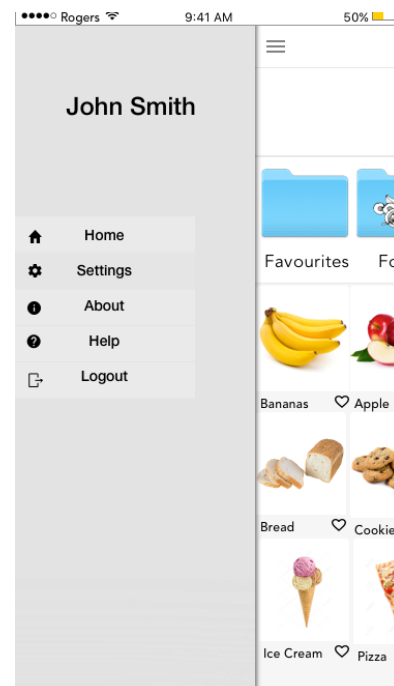 Rogers 9:41 AM 50%
John Smith
Home
Settings
About
Help
Logout
Favourites
Bananas Apple
Bread
Ice Cream Pizza